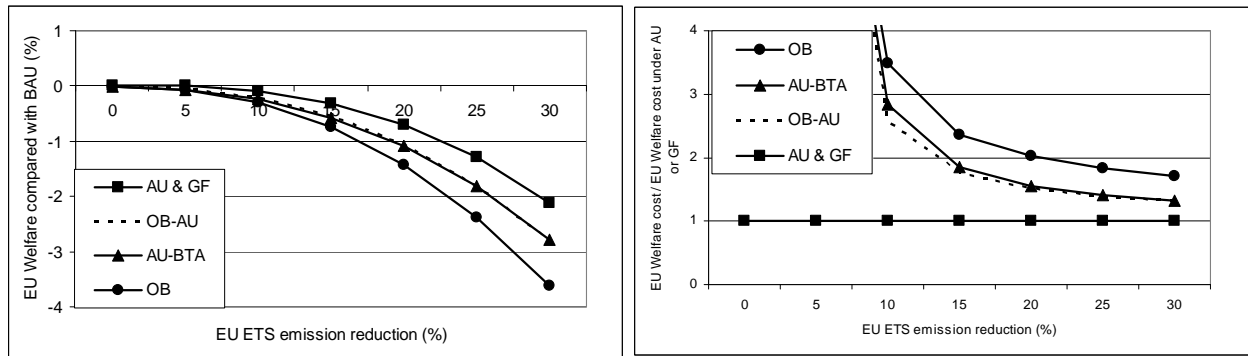 EU Welfare compared with BAU (%)
1
0
-1
-2
-3
-4
0 5 10 15 20 25 30
AU & GF
OB-AU
AU-BTA
OB
EU ETS emission reduction (%)
EU Welfare cost / EU Welfare cost under AU
or GF
4
3
2
1
0
OB
AU-BTA
OB-AU
AU & GF
0 5 10 15 20 25 30
EU ETS emission reduction (%)